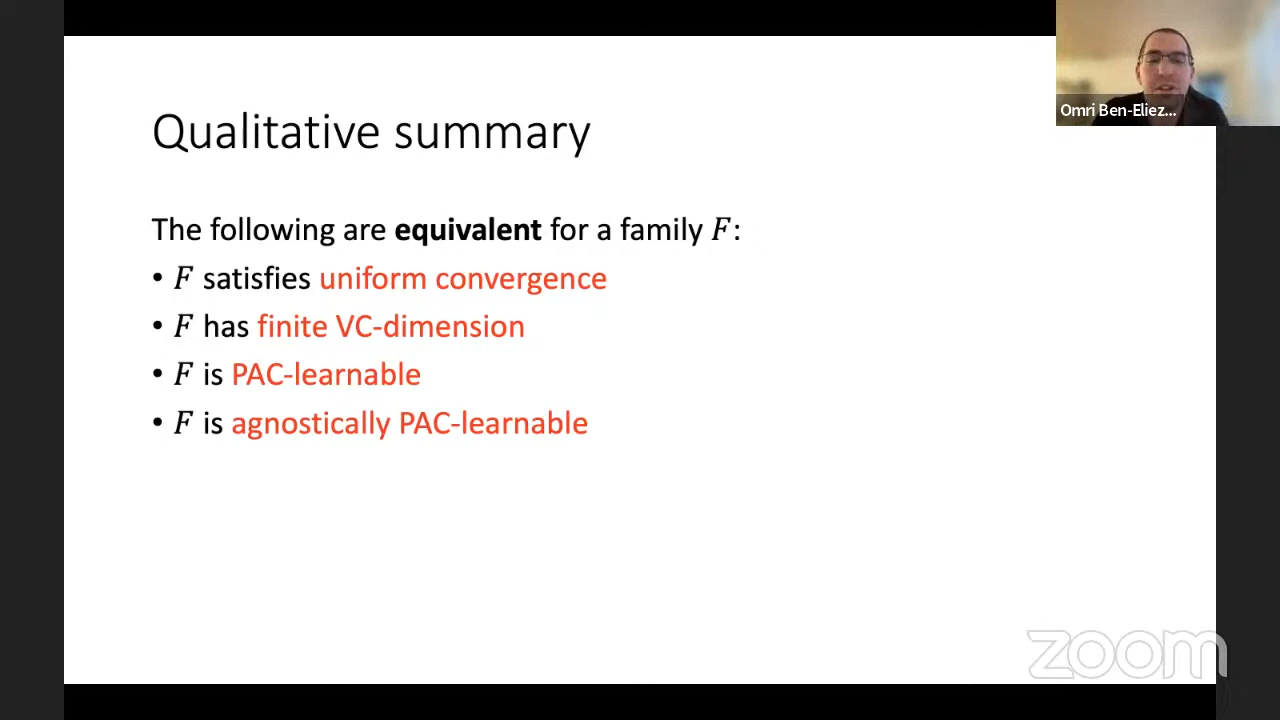 Omri Ben-Eliez...
Qualitative summary
The following are equivalent for a family F:
• F satisfies uniform convergence
• F has finite VC-dimension
• F is PAC-learnable
• F is agnostically PAC-learnable
zoom